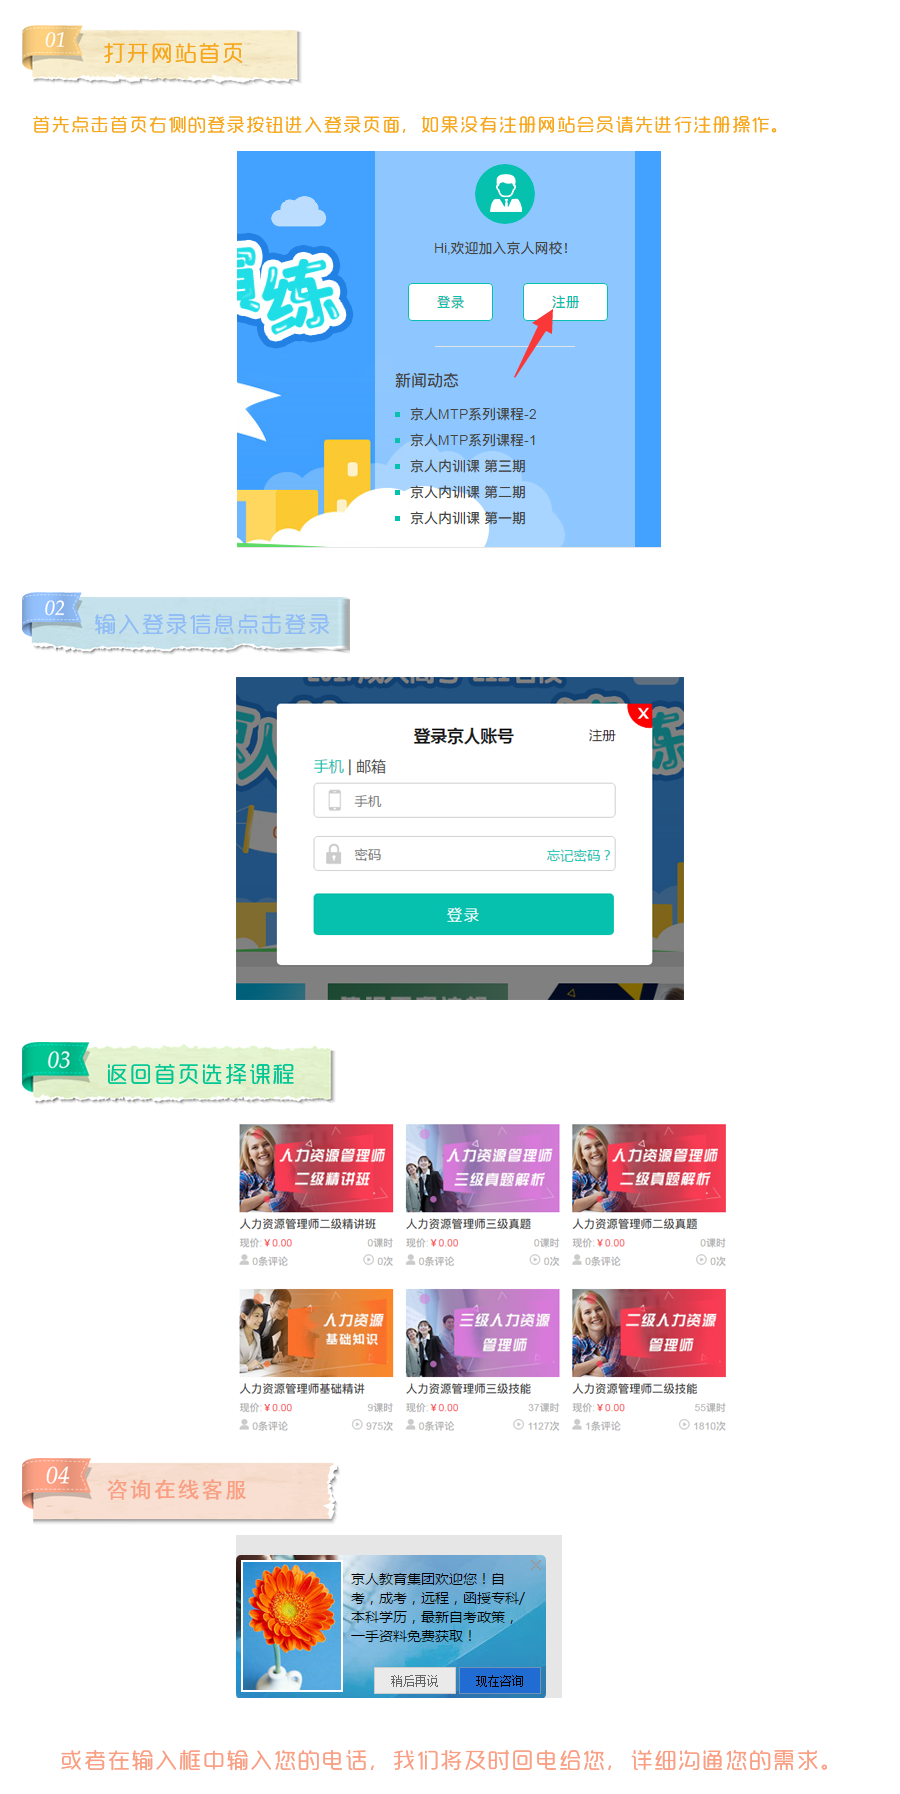 01
打开网站首页
首先点击首页右侧的登录按钮进入登录页面，如果没有注册网站会员请先进行注册操作。
Hi,欢迎加入京人网校！
练
登录
注册
新闻动态
京人MTP系列课程-2
京人MTP系列课程-1
京人内训课 第三期
京人内训课 第二期
京人内训课 第一期
02
输入登录信息点击登录
X
登录京人账号
注册
手机 | 邮箱
手机
密码
忘记密码？
登录
03
返回首页选择课程
人力资源管理师
二级精讲班
人力资源管理师
三级真题解析
人力资源管理师
二级真题解析
人力资源管理师二级精讲班
人力资源管理师三级真题
人力资源管理师二级真题
现价: ¥ 0.00 0课时
现价: ¥ 0.00 0课时
现价: ¥ 0.00 0课时
0条评论 0次
0条评论 0次
0条评论 0次
人力资源
基础知识
三级人力资源
管理师
二级人力资源
管理师
人力资源管理师基础精讲
人力资源管理师三级技能
人力资源管理师二级技能
现价: ¥ 0.00 9课时
现价: ¥ 0.00 37课时
现价: ¥ 0.00 55课时
0条评论 975次
0条评论 1127次
1条评论 1810次
04
咨询在线客服
京人教育集团欢迎您！自
考，成考，远程，函授专科/
本科学历，最新自考政策，
一手资料免费获取！
稍后再说
现在咨询
或者在输入框中输入您的电话，我们将及时回电给您，详细沟通您的需求。